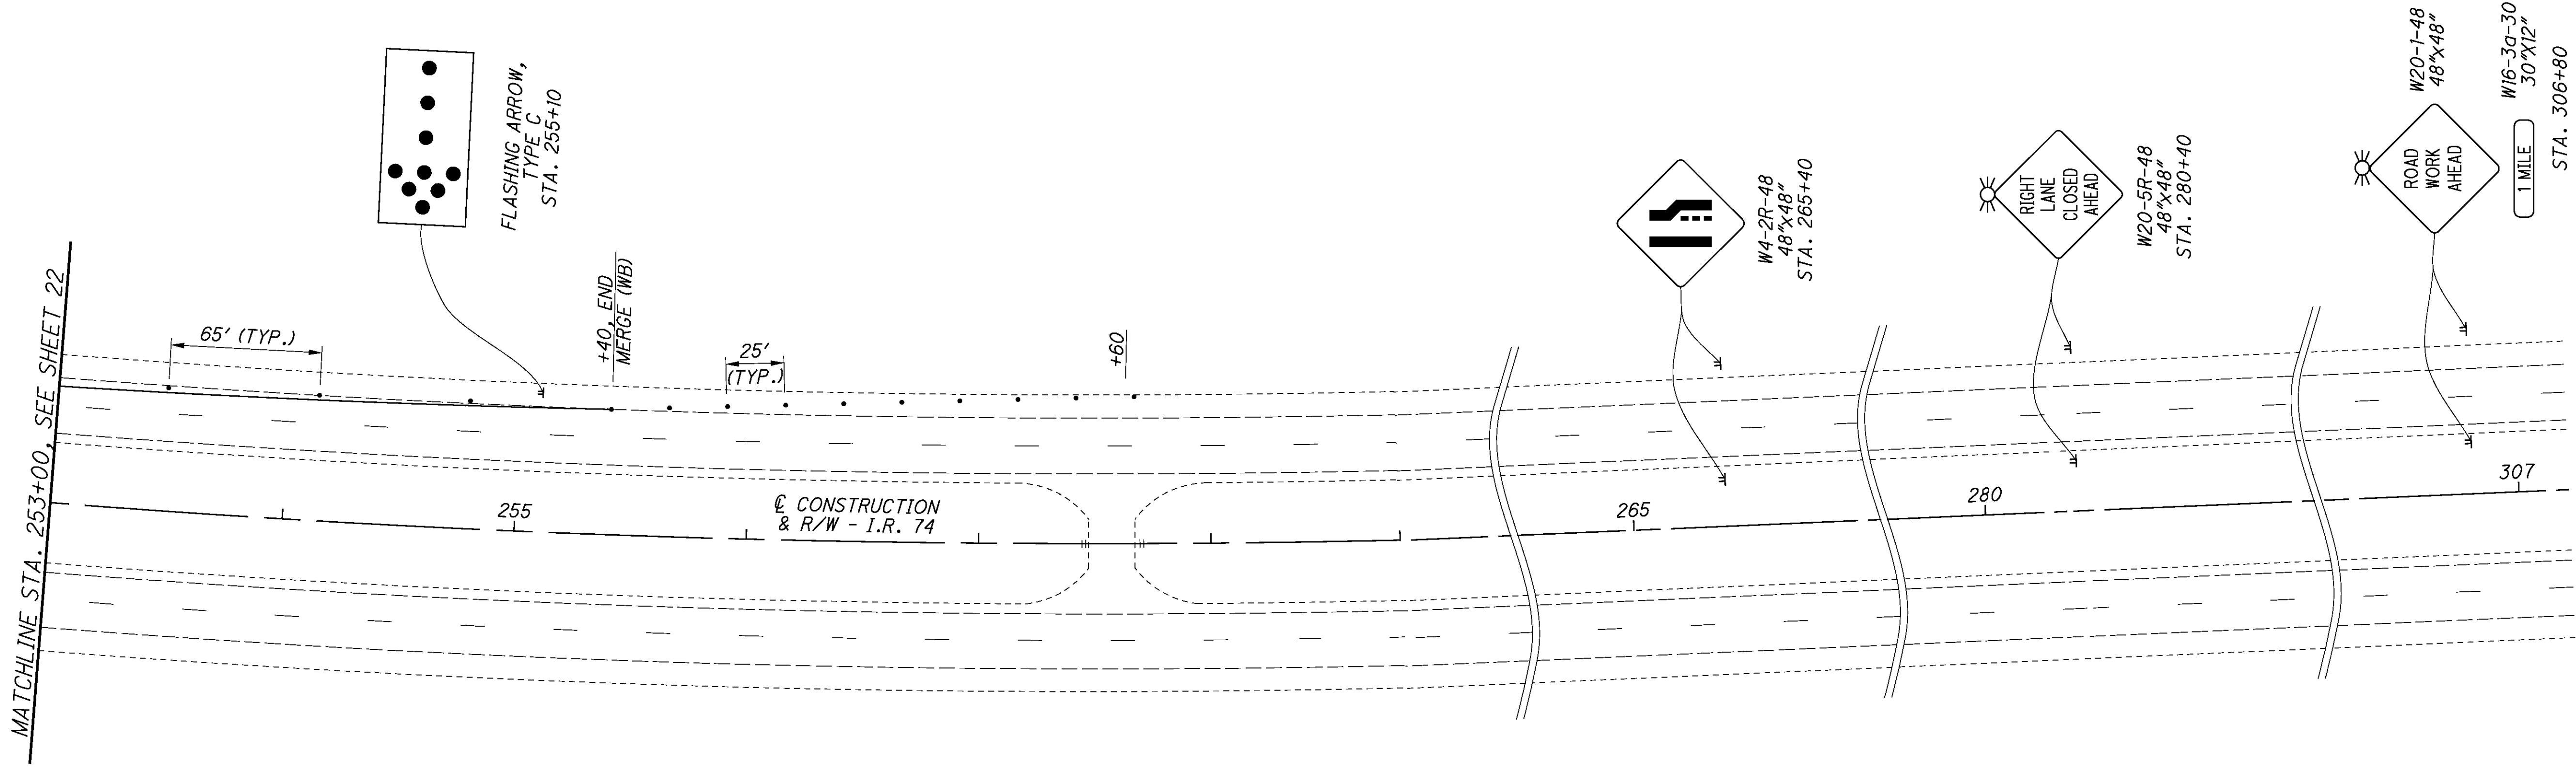 MATCHLINE STA. 253+00, SEE SHEET 22
65' (TYP.)
FLASHING ARROW,
TYPE C
STA. 255+10
+40, END
MERGE (WB)
25'
(TYP.)
+60
255
℄ CONSTRUCTION
& R/W - I.R. 74
W4-2R-48
48"x48"
STA. 265+40
265
RIGHT
LANE
CLOSED
AHEAD
W20-5R-48
48"x48"
STA. 280+40
280
W20-1-48
48"x48"
ROAD
WORK
AHEAD
W16-3a-30
30"X12"
1 MILE
STA. 306+80
307